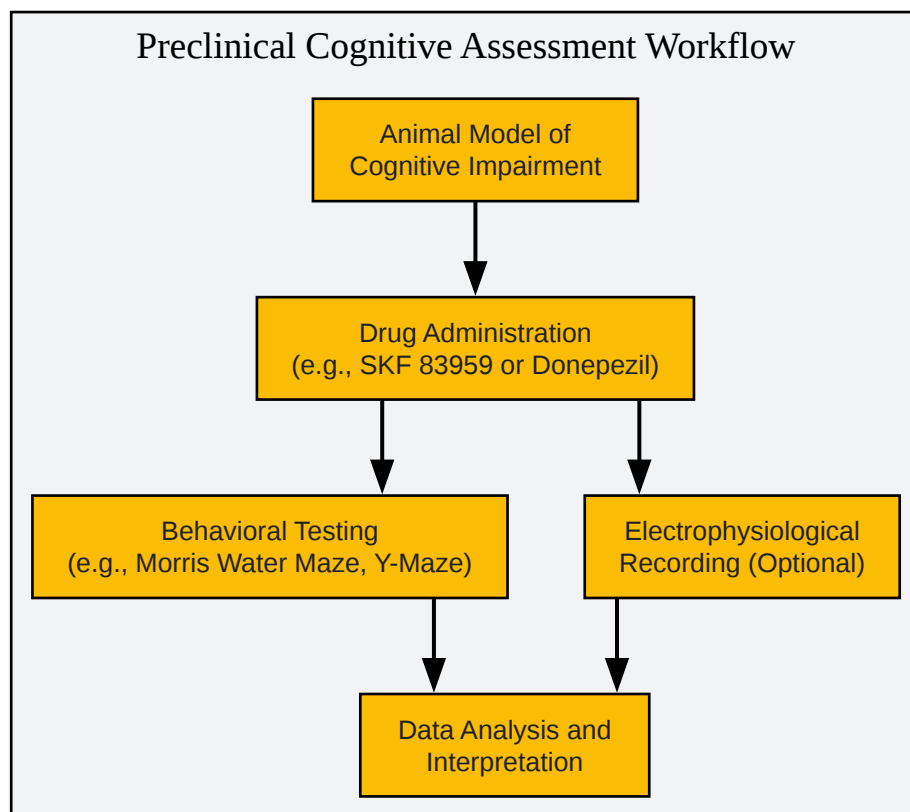 Preclinical Cognitive Assessment Workflow
Animal Model of
Cognitive Impairment
Drug Administration
(e.g., SKF 83959 or Donepezil)
Behavioral Testing
(e.g., Morris Water Maze, Y-Maze)
Electrophysiological
Recording (Optional)
Data Analysis and
Interpretation